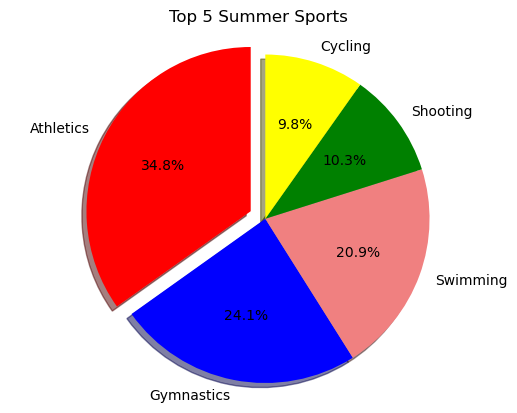 Top 5 Summer Sports
Cycling
Shooting
Athletics
9.8%
10.3%
34.8%
20.9%
Swimming
24.1%
Gymnastics